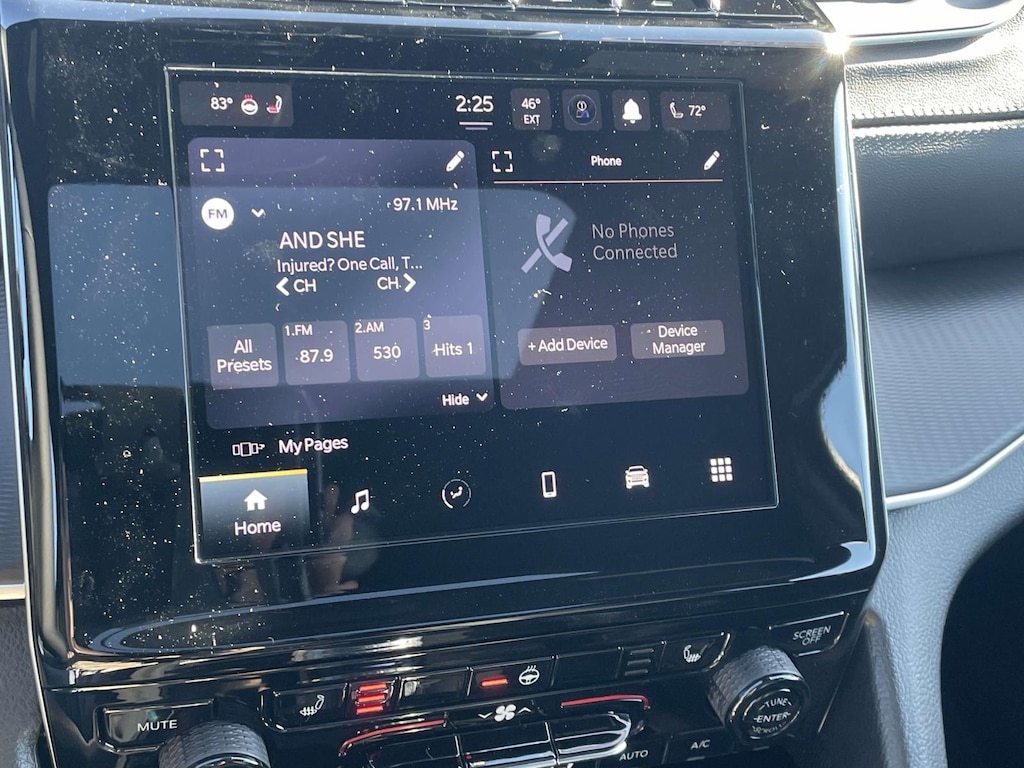 83°
2:25
46°
EXT
72°
Phone
FM
97.1 MHz
AND SHE
Injured? One Call, T...
CH
CH
No Phones
Connected
All
Presets
1.FM
87.9
2.AM
530
3
Hits 1
+ Add Device
Device
Manager
Hide
My Pages
Home
SCREEN
OFF
MUTE
TUNE
ENTER
AUTO
A/C